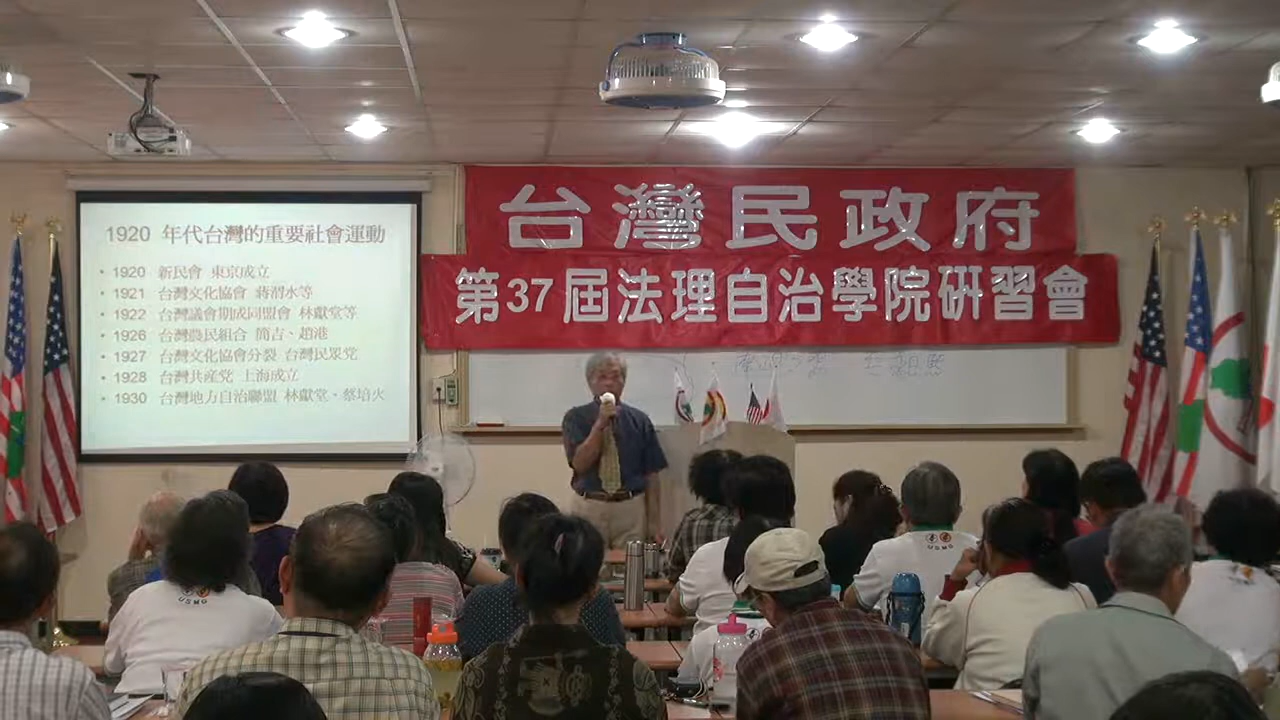 1920 年代台灣的重要社會運動
• 1920 新民會 東京成立
• 1921 台灣文化協會 蔣渭水等
• 1922 台灣議會期成同盟會 林獻堂等
• 1926 台灣農民組合 簡吉、趙港
• 1927 台灣文化協會分裂 台灣民眾党
• 1928 台灣共產党 上海成立
• 1930 台灣地方自治聯盟 林獻堂、蔡培火
台灣民政府
第37屆法理自治學院研習會
USMG
USMG